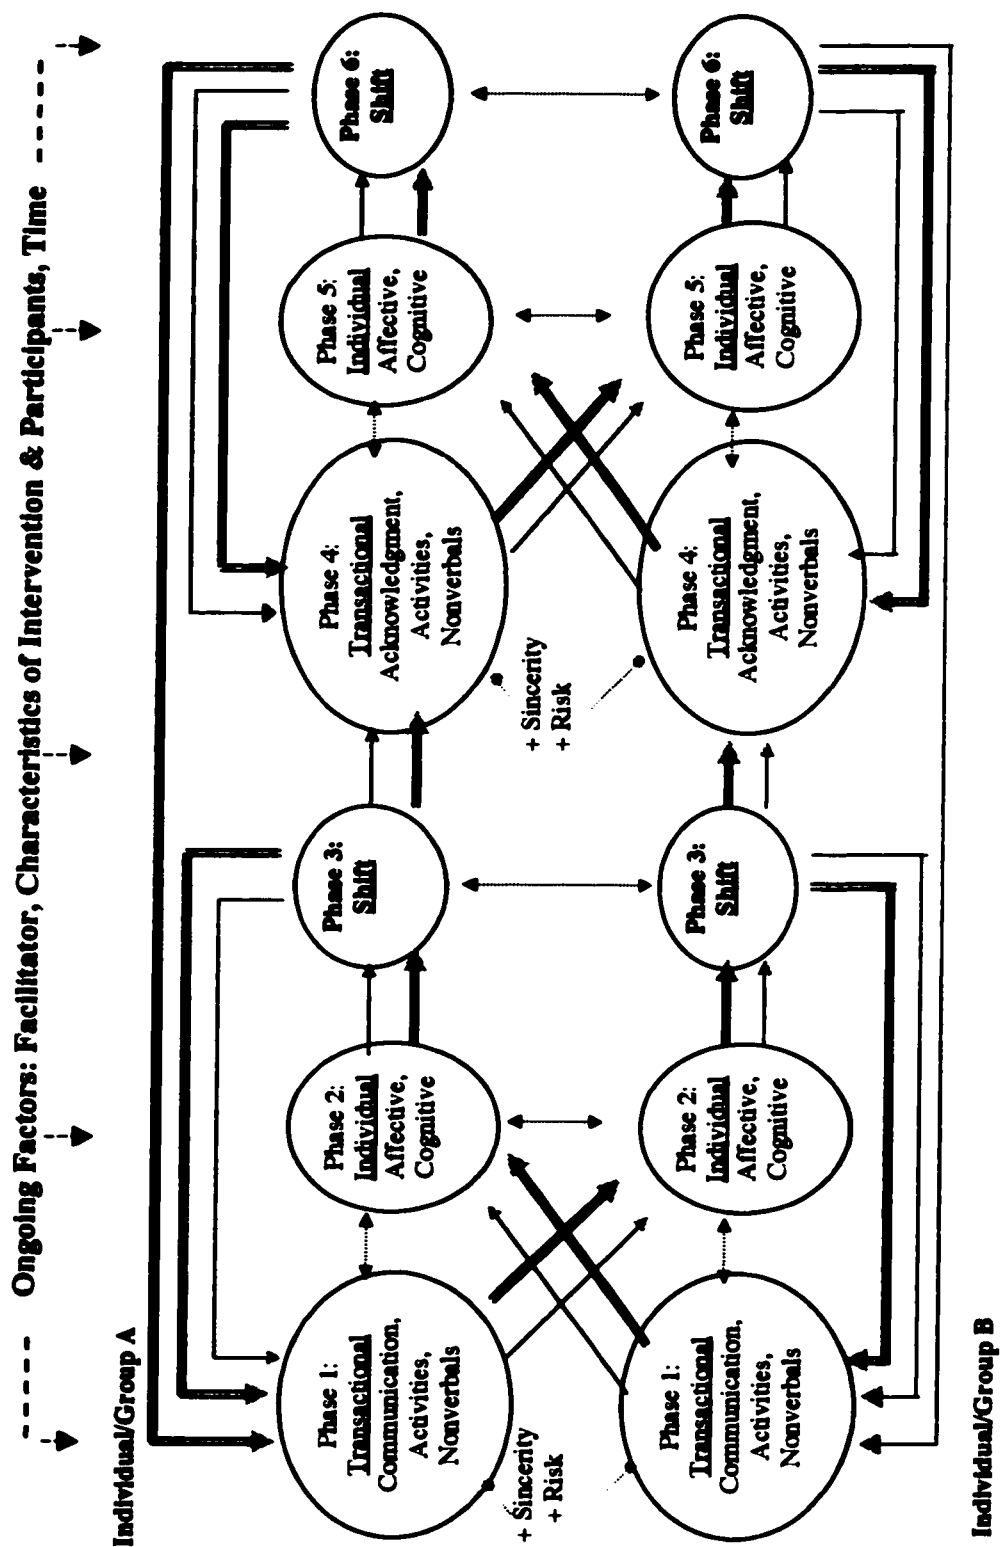 Ongoing Factors: Facilitator, Characteristics of Intervention & Participants, Time
Individual/Group A
Phase 1:
Transactional
Communication,
Activities,
Nonverbals
Phase 2:
Individual
Affective,
Cognitive
Phase 3:
Shift
Phase 4:
Transactional
Acknowledgment,
Activities,
Nonverbals
Phase 5:
Individual
Affective,
Cognitive
Phase 6:
Shift
+ Sincerity
+ Risk
+ Sincerity
+ Risk
Phase 1:
Transactional
Communication,
Activities,
Nonverbals
Phase 2:
Individual
Affective,
Cognitive
Phase 3:
Shift
Phase 4:
Transactional
Acknowledgment,
Activities,
Nonverbals
Phase 5:
Individual
Affective,
Cognitive
Phase 6:
Shift
Individual/Group B